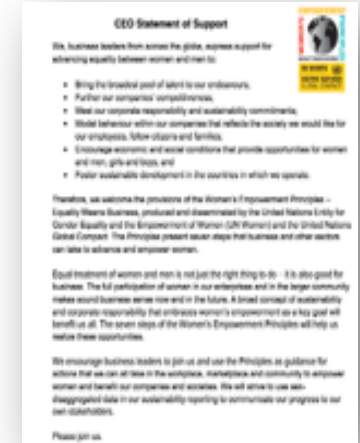 CEO Statement of Support
EMPOWERMENT
WOMEN'S
PRINCIPLES
We, business leaders from across the globe, express support for
advancing equality between women and men to:
• Bring the broadest pool of talent to our endeavours;
• Further our companies' competitiveness;
• Meet our corporate responsibility and sustainability commitments;
• Model behaviour within our companies that reflects the society we would like for
our employees, fellow citizens and families;
• Encourage economic and social conditions that provide opportunities for women
and men, girls and boys; and
• Foster sustainable development in the countries in which we operate.
Therefore, we welcome the provisions of the Women's Empowerment Principles –
Equality Means Business, produced and disseminated by the United Nations Entity for
Gender Equality and the Empowerment of Women (UN Women) and the United Nations
Global Compact. The Principles present seven steps that business and other sectors
can take to advance and empower women.
Equal treatment of women and men is not just the right thing to do – it is also good for
business. The full participation of women in our enterprises and in the larger community
makes sound business sense now and in the future. A broad concept of sustainability
and corporate responsibility that embraces women's empowerment as a key goal will
benefit us all. The seven steps of the Women's Empowerment Principles will help us
realize these opportunities.
We encourage business leaders to join us and use the Principles as guidance for
actions that we can all take in the workplace, marketplace and community to empower
women and benefit our companies and societies. We will strive to use sex-
disaggregated data in our sustainability reporting to communicate our progress to our
own stakeholders.
Please join us.